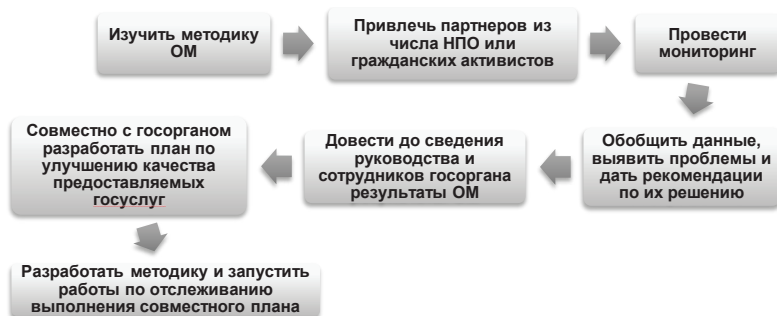 Изучить методику
ОМ
Привлечь партнеров из
числа НПО или
гражданских активистов
Провести
мониторинг
Обобщить данные,
выявить проблемы и
дать рекомендации
по их решению
Довести до сведения
руководства и
сотрудников госоргана
результаты ОМ
Совместно с госорганом
разработать план по
улучшению качества
предоставляемых
госуслуг
Разработать методику и запустить
работы по отслеживанию
выполнения совместного плана